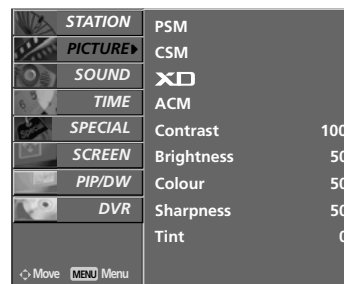 STATION
PICTURE
SOUND
TIME
SPECIAL
SCREEN
PIP/DW
DVR
Move MENU Menu
PSM
CSM
XD
ACM
Contrast 100
Brightness 50
Colour 50
Sharpness 50
Tint 0